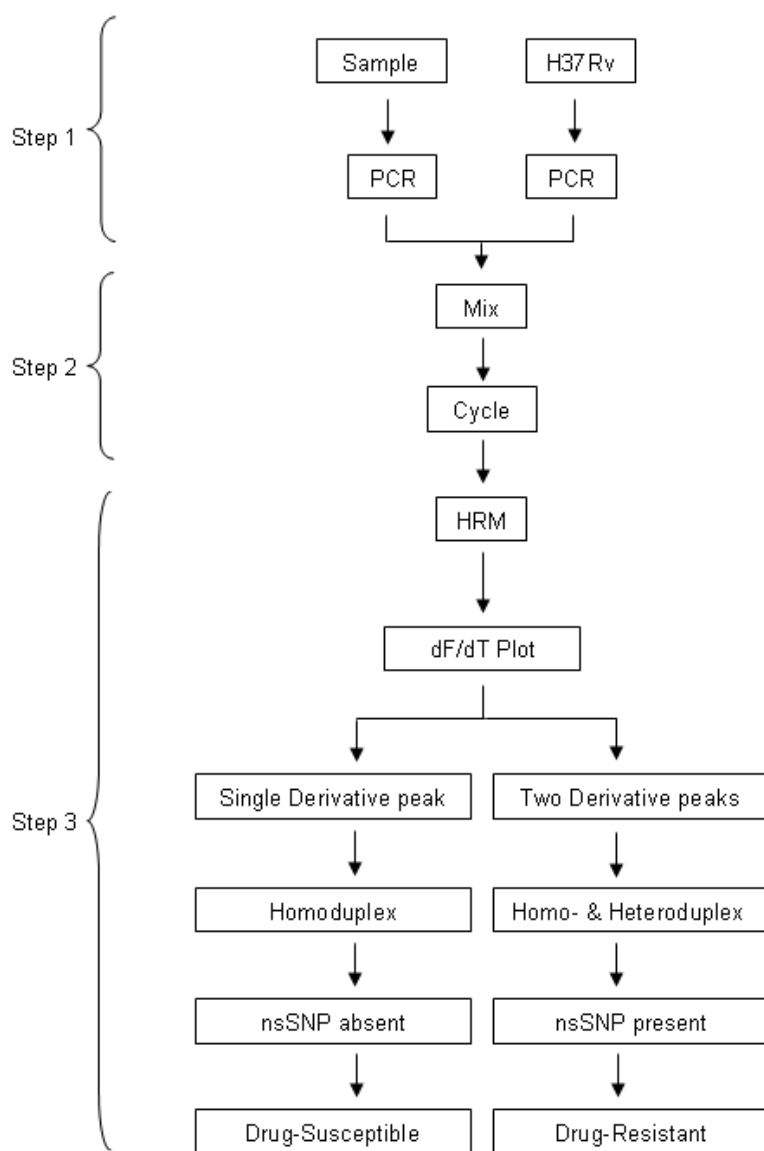 Sample
H37Rv
Step 1
PCR
PCR
Mix
Step 2
Cycle
HRM
dF/dT Plot
Single Derivative peak
Two Derivative peaks
Step 3
Homoduplex
Homo- & Heteroduplex
nsSNP absent
nsSNP present
Drug-Susceptible
Drug-Resistant